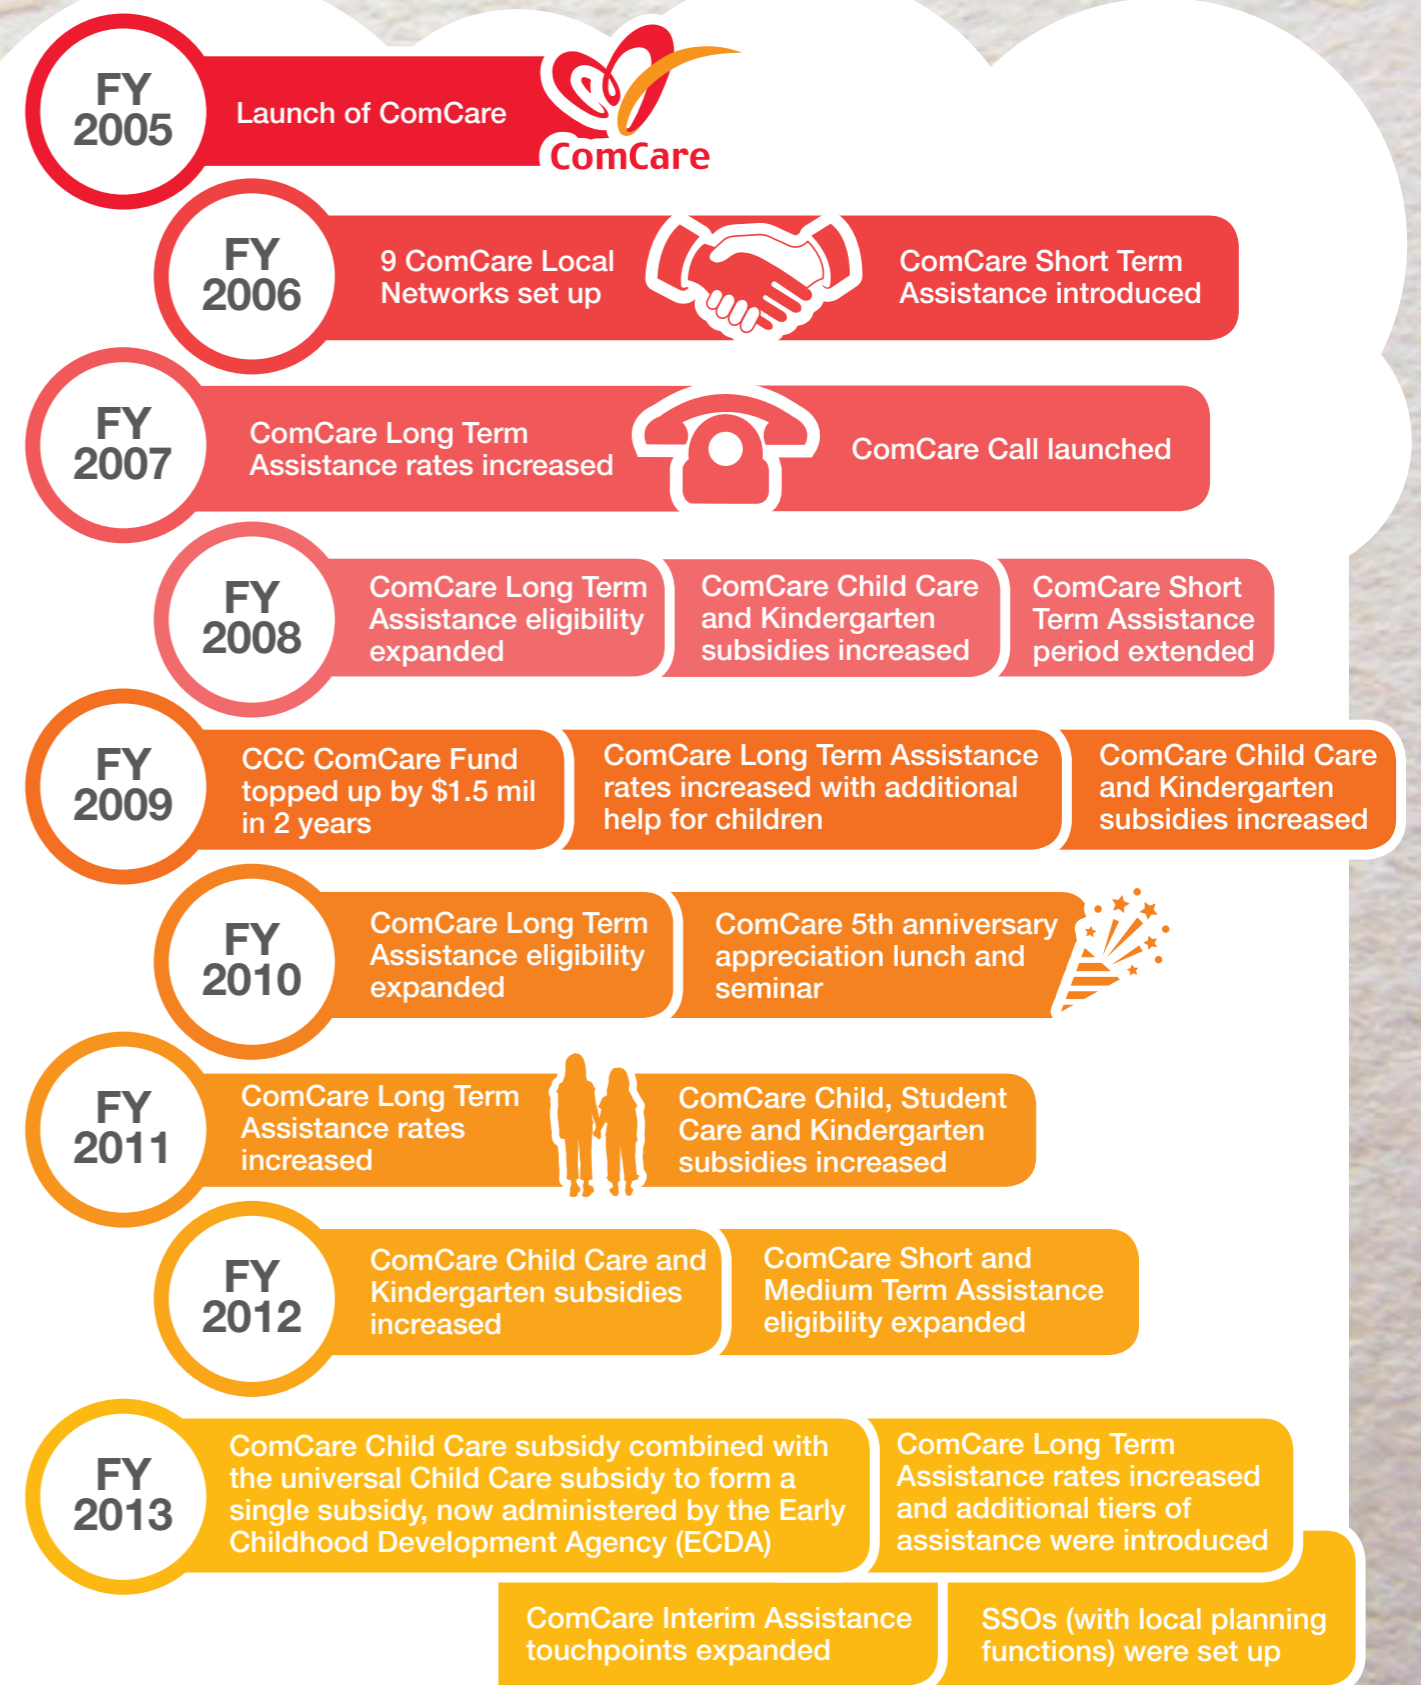 FY
2005
Launch of ComCare
ComCare
FY
2006
9 ComCare Local
Networks set up
ComCare Short Term
Assistance introduced
FY
2007
ComCare Long Term
Assistance rates increased
ComCare Call launched
FY
2008
ComCare Long Term
Assistance eligibility
expanded
ComCare Child Care
and Kindergarten
subsidies increased
ComCare Short
Term Assistance
period extended
FY
2009
CCC ComCare Fund
topped up by $1.5 mil
in 2 years
ComCare Long Term Assistance
rates increased with additional
help for children
ComCare Child Care
and Kindergarten
subsidies increased
FY
2010
ComCare Long Term
Assistance eligibility
expanded
ComCare 5th anniversary
appreciation lunch and
seminar
FY
2011
ComCare Long Term
Assistance rates
increased
ComCare Child, Student
Care and Kindergarten
subsidies increased
FY
2012
ComCare Child Care and
Kindergarten subsidies
increased
ComCare Short and
Medium Term Assistance
eligibility expanded
FY
2013
ComCare Child Care subsidy combined with
the universal Child Care subsidy to form a
single subsidy, now administered by the Early
Childhood Development Agency (ECDA)
ComCare Long Term
Assistance rates increased
and additional tiers of
assistance were introduced
ComCare Interim Assistance
touchpoints expanded
SSOs (with local planning
functions) were set up